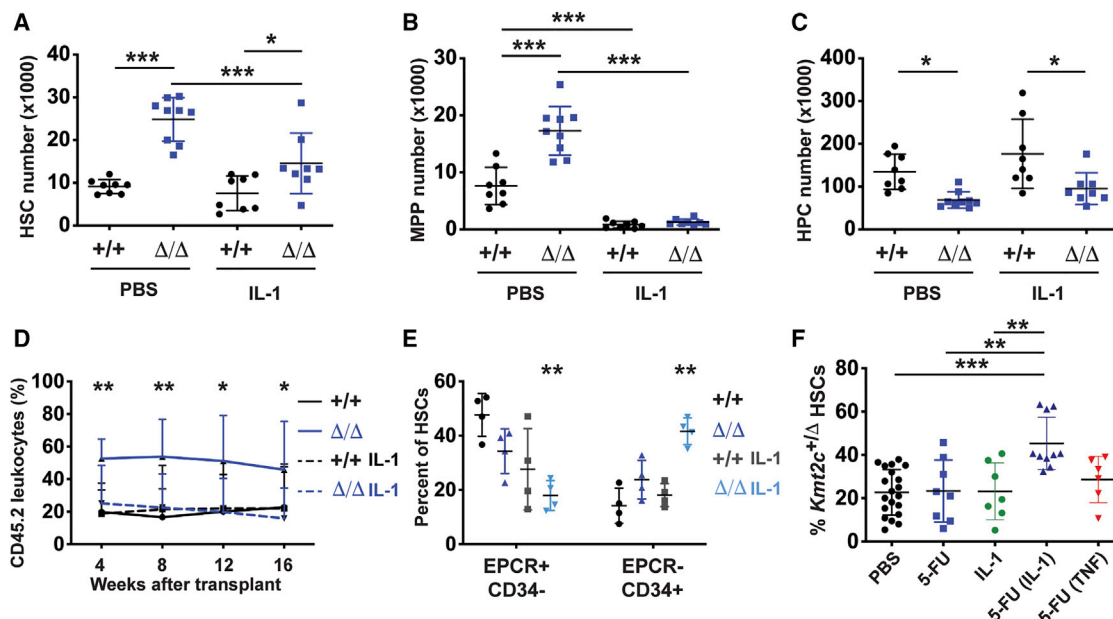 A
HSC number (x1000)
40
30
20
10
0
***
***
*
+/+ Δ/Δ +/+ Δ/Δ
PBS IL-1
B
MPP number (x1000)
30
20
10
0
***
***
***
+/+ Δ/Δ +/+ Δ/Δ
PBS IL-1
C
HPC number (x1000)
400
300
200
100
0
*
*
+/+ Δ/Δ +/+ Δ/Δ
PBS IL-1
D
CD45.2 leukocytes (%)
100
80
60
40
20
0
** ** * *
+/+
Δ/Δ
+/+ IL-1
Δ/Δ IL-1
4 8 12 16
Weeks after transplant
E
Percent of HSCs
60
40
20
0
** **
+/+
Δ/Δ
+/+ IL-1
Δ/Δ IL-1
EPCR+ EPCR-
CD34- CD34+
F
% Kmt2c+/Δ HSCs
80
60
40
20
0
**
**
***
PBS
5-FU
IL-1
5-FU (IL-1)
5-FU (TNF)